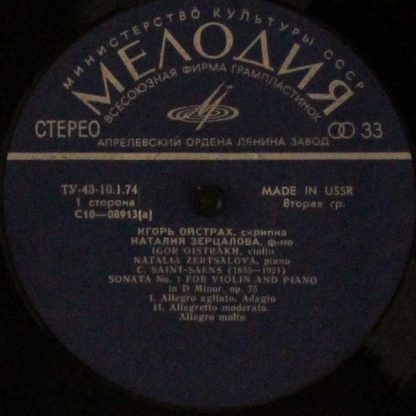 МИНИСТЕРСТВО КУЛЬТУРЫ СССР
МЕЛОДИЯ
ВСЕСОЮЗНАЯ ФИРМА ГРАМПЛАСТИНОК
СТЕРЕО
33
АПРЕЛЕВСКИЙ ОРДЕНА ЛЕНИНА ЗАВОД
ТУ-43-10.1.74
MADE IN USSR
1 сторона
Вторая гр.
С10—08913(а)
ИГОРЬ ОЙСТРАХ, скрипка
НАТАЛИЯ ЗЕРЦАЛОВА, ф-но
IGOR OISTRAKH, violin
NATALIA ZERTSALOVA, piano
C. SAINT-SAENS (1835—1921)
SONATA No. 1 FOR VIOLIN AND PIANO
in D Minor, op. 75
I. Allegro agitato. Adagio
II. Allegretto moderato.
Allegro molto